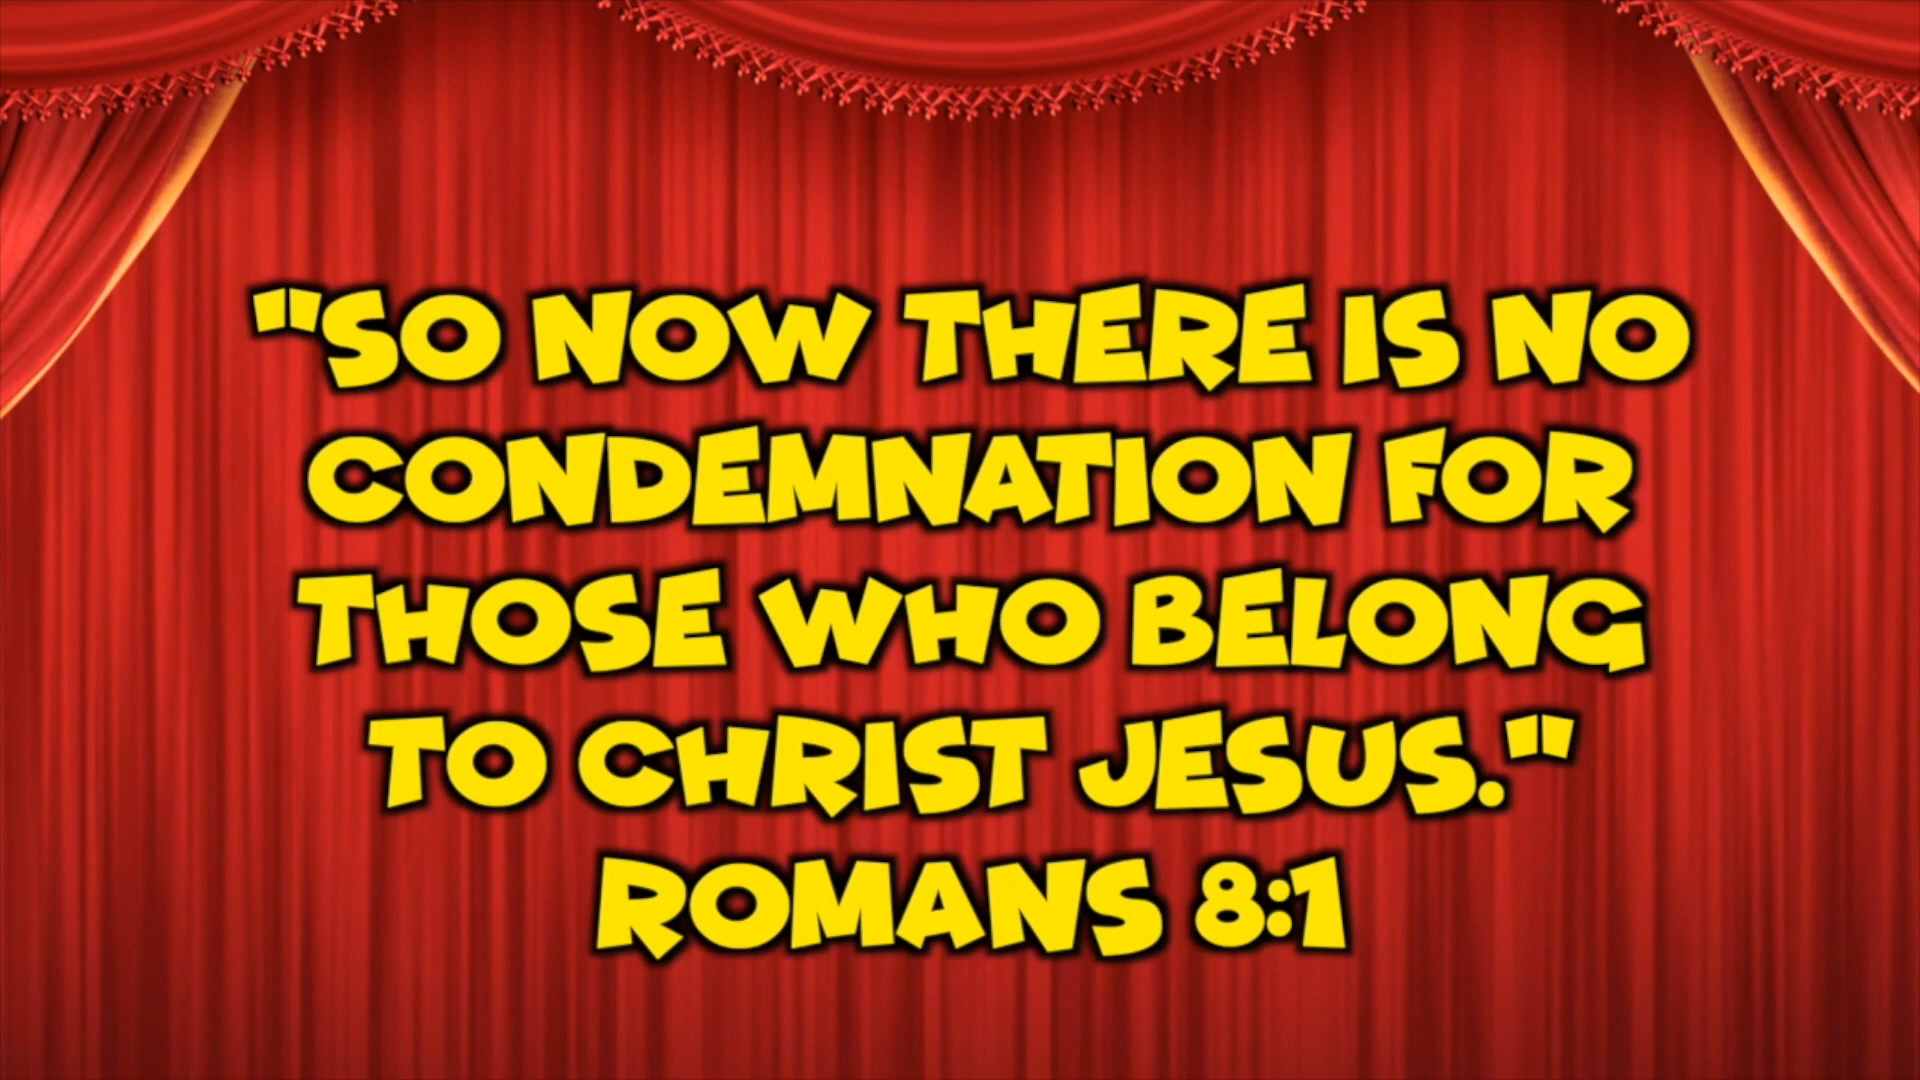 "SO NOW THERE IS NO
CONDEMNATION FOR
THOSE WHO BELONG
TO CHRIST JESUS."
ROMANS 8:1